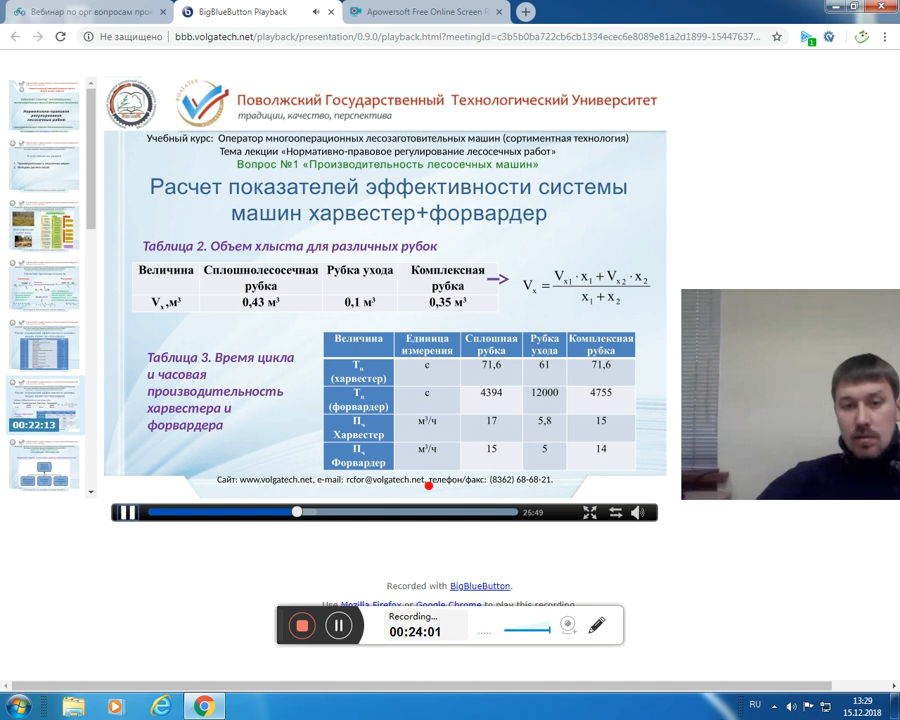 Вебинар по орг вопросам прое
BigBlueButton Playback
Apowersoft Free Online Screen R
Не защищено
bbb.volgatech.net/playback/presentation/0.9.0/playback.html?meetingId=c3b5b0ba722cb6cb1334ecec6e8089e81a2d1899-15447637...
Поволжский Государственный Технологический Университет
традиции, качество, перспектива
Учебный курс: Оператор многооперационных лесозаготовительных машин (сортиментная технология)
Тема лекции «Нормативно-правовое регулирование лесосечных работ»
Вопрос №1 «Производительность лесосечных машин»
Расчет показателей эффективности системы
машин харвестер+форвардер
Таблица 2. Объем хлыста для различных рубок
Величина Сплошнолесосечная рубка Рубка ухода Комплексная рубка
Vх,м³ 0,43 м³ 0,1 м³ 0,35 м³
Vх = (Vх1 · x1 + Vх2 · x2) / (x1 + x2)
Таблица 3. Время цикла
и часовая
производительность
харвестера и
форвардера
Величина Единица измерения Сплошная рубка Рубка ухода Комплексная рубка
Тц (харвестер) с 71,6 61 71,6
Тц (форвардер) с 4394 12000 4755
Пч Харвестер м³/ч 17 5,8 15
Пч Форвардер м³/ч 15 5 14
Сайт: www.volgatech.net, e-mail: rcfor@volgatech.net, телефон/факс: (8362) 68-68-21.
00:22:13
25:49
Recorded with BigBlueButton.
Use Mozilla Firefox or Google Chrome to play this recording.
Recording...
00:24:01
RU
13:29
15.12.2018